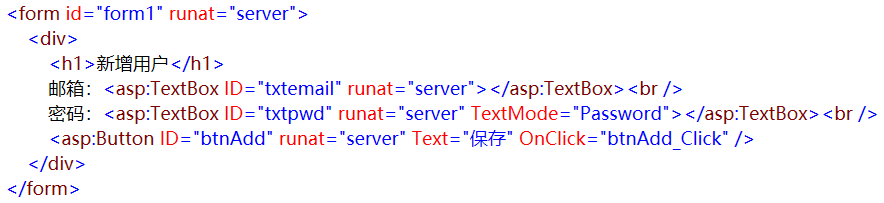 <form id="form1" runat="server">
<div>
<h1>新增用户</h1>
邮箱：<asp:TextBox ID="txtemail" runat="server"></asp:TextBox><br />
密码：<asp:TextBox ID="txtpwd" runat="server" TextMode="Password"></asp:TextBox><br />
<asp:Button ID="btnAdd" runat="server" Text="保存" OnClick="btnAdd_Click" />
</div>
</form>